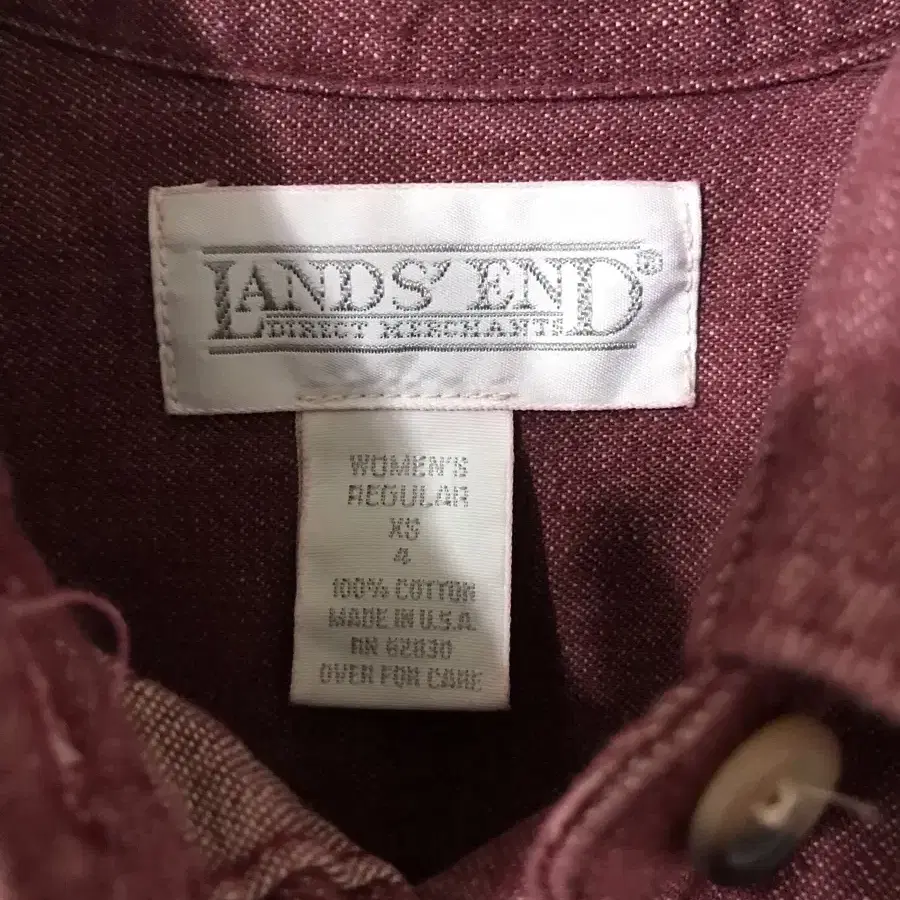 LANDS' END®
DIRECT MERCHANTS
WOMEN'S
REGULAR
XS
4
100% COTTON
MADE IN U.S.A.
RN 62830
OVER FOR CARE